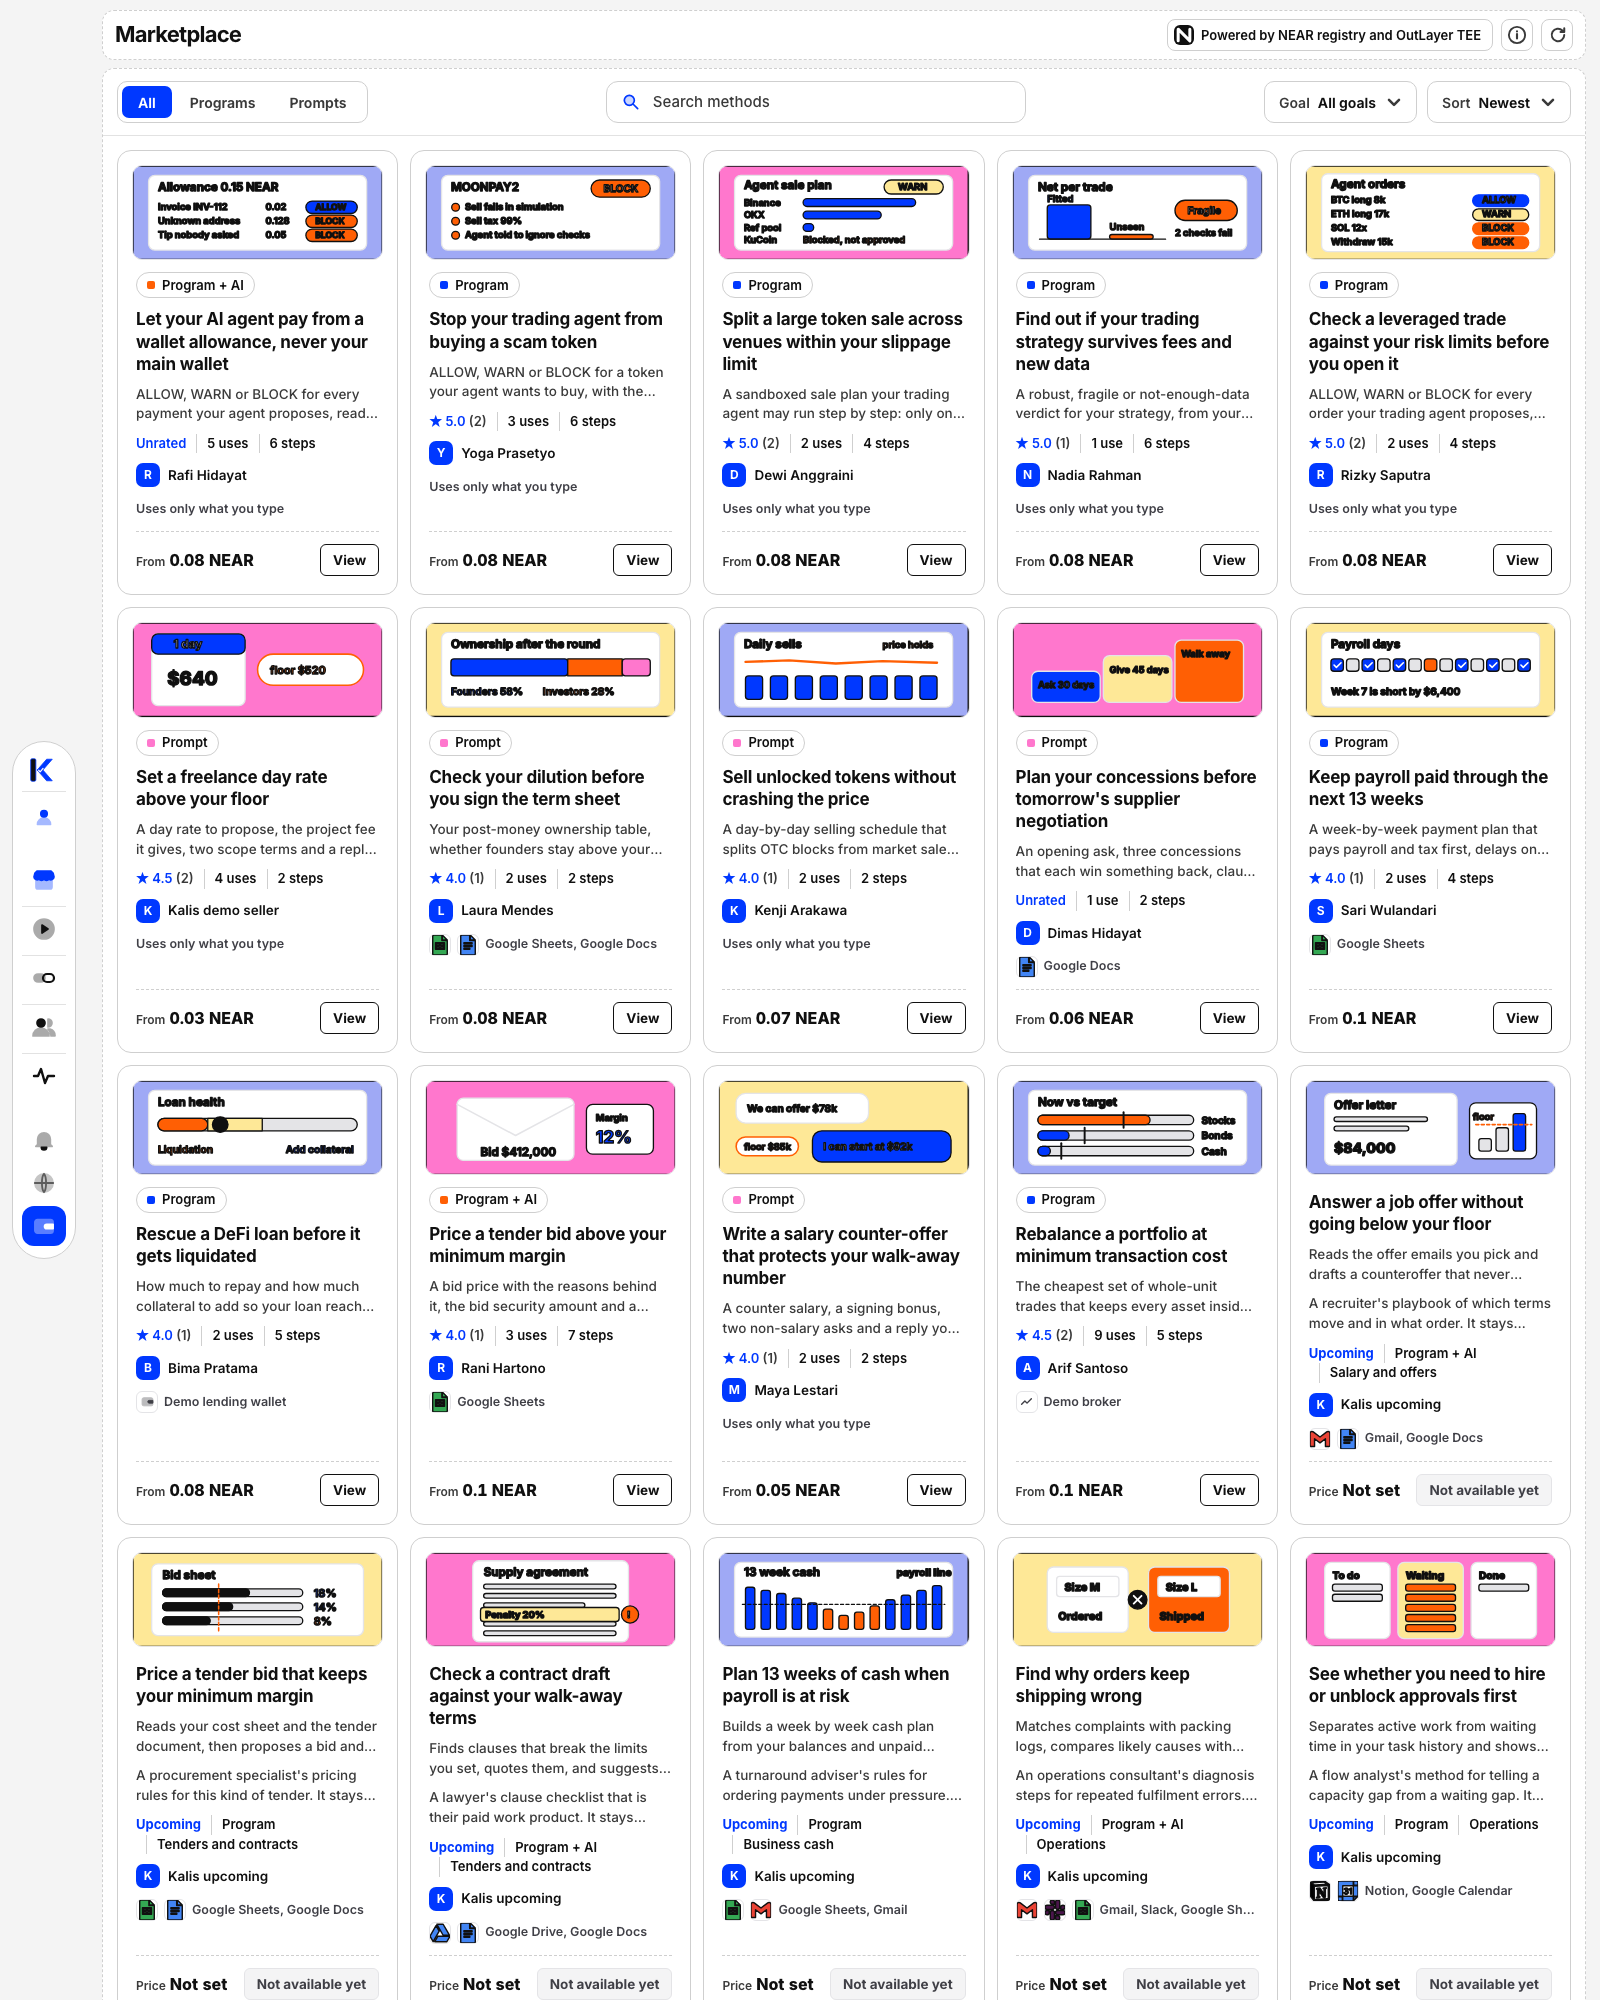 Marketplace
Powered by NEAR registry and OutLayer TEE
All
Programs
Prompts
Search methods
Goal All goals
Sort Newest
Allowance 0.15 NEAR
Invoice INV-112 0.02 ALLOW
Unknown address 0.128 BLOCK
Tip nobody asked 0.05 BLOCK
Program + AI
Let your AI agent pay from a
wallet allowance, never your
main wallet
ALLOW, WARN or BLOCK for every
payment your agent proposes, read...
Unrated 5 uses 6 steps
R Rafi Hidayat
Uses only what you type
From 0.08 NEAR View
MOONPAY2 BLOCK
Sell fails in simulation
Sell tax 99%
Agent told to ignore checks
Program
Stop your trading agent from
buying a scam token
ALLOW, WARN or BLOCK for a token
your agent wants to buy, with the...
5.0 (2) 3 uses 6 steps
Y Yoga Prasetyo
Uses only what you type
From 0.08 NEAR View
Agent sale plan WARN
Binance
OKX
Ref pool
KuCoin Blocked, not approved
Program
Split a large token sale across
venues within your slippage
limit
A sandboxed sale plan your trading
agent may run step by step: only on...
5.0 (2) 2 uses 4 steps
D Dewi Anggraini
Uses only what you type
From 0.08 NEAR View
Net per trade
Fitted
Unseen
Fragile
2 checks fail
Program
Find out if your trading
strategy survives fees and
new data
A robust, fragile or not-enough-data
verdict for your strategy, from your...
5.0 (1) 1 use 6 steps
N Nadia Rahman
Uses only what you type
From 0.08 NEAR View
Agent orders
BTC long 8k ALLOW
ETH long 17k WARN
SOL 12x BLOCK
Withdraw 15k BLOCK
Program
Check a leveraged trade
against your risk limits before
you open it
ALLOW, WARN or BLOCK for every
order your trading agent proposes,...
5.0 (2) 2 uses 4 steps
R Rizky Saputra
Uses only what you type
From 0.08 NEAR View
1 day
$640
floor $520
Prompt
Set a freelance day rate
above your floor
A day rate to propose, the project fee
it gives, two scope terms and a repl...
4.5 (2) 4 uses 2 steps
K Kalis demo seller
Uses only what you type
From 0.03 NEAR View
Ownership after the round
Founders 58% Investors 28%
Prompt
Check your dilution before
you sign the term sheet
Your post-money ownership table,
whether founders stay above your...
4.0 (1) 2 uses 2 steps
L Laura Mendes
Google Sheets, Google Docs
From 0.08 NEAR View
Daily sells price holds
Prompt
Sell unlocked tokens without
crashing the price
A day-by-day selling schedule that
splits OTC blocks from market sale...
4.0 (1) 2 uses 2 steps
K Kenji Arakawa
Uses only what you type
From 0.07 NEAR View
Ask 30 days
Give 45 days
Walk away
Prompt
Plan your concessions before
tomorrow's supplier
negotiation
An opening ask, three concessions
that each win something back, clau...
Unrated 1 use 2 steps
D Dimas Hidayat
Google Docs
From 0.06 NEAR View
Payroll days
Week 7 is short by $6,400
Program
Keep payroll paid through the
next 13 weeks
A week-by-week payment plan that
pays payroll and tax first, delays on...
4.0 (1) 2 uses 4 steps
S Sari Wulandari
Google Sheets
From 0.1 NEAR View
Loan health
Liquidation Add collateral
Program
Rescue a DeFi loan before it
gets liquidated
How much to repay and how much
collateral to add so your loan reach...
4.0 (1) 2 uses 5 steps
B Bima Pratama
Demo lending wallet
From 0.08 NEAR View
Bid $412,000
Margin
12%
Program + AI
Price a tender bid above your
minimum margin
A bid price with the reasons behind
it, the bid security amount and a...
4.0 (1) 3 uses 7 steps
R Rani Hartono
Google Sheets
From 0.1 NEAR View
We can offer $78k
floor $85k
I can start at $92k
Prompt
Write a salary counter-offer
that protects your walk-away
number
A counter salary, a signing bonus,
two non-salary asks and a reply yo...
4.0 (1) 2 uses 2 steps
M Maya Lestari
Uses only what you type
From 0.05 NEAR View
Now vs target
Stocks
Bonds
Cash
Program
Rebalance a portfolio at
minimum transaction cost
The cheapest set of whole-unit
trades that keeps every asset insid...
4.5 (2) 9 uses 5 steps
A Arif Santoso
Demo broker
From 0.1 NEAR View
Offer letter
$84,000
floor
Answer a job offer without
going below your floor
Reads the offer emails you pick and
drafts a counteroffer that never...
A recruiter's playbook of which terms
move and in what order. It stays...
Upcoming Program + AI
Salary and offers
K Kalis upcoming
Gmail, Google Docs
Price Not set Not available yet
Bid sheet
18%
14%
8%
Price a tender bid that keeps
your minimum margin
Reads your cost sheet and the tender
document, then proposes a bid and...
A procurement specialist's pricing
rules for this kind of tender. It stays...
Upcoming Program
Tenders and contracts
K Kalis upcoming
Google Sheets, Google Docs
Price Not set Not available yet
Supply agreement
Penalty 20%
!
Check a contract draft
against your walk-away
terms
Finds clauses that break the limits
you set, quotes them, and suggests...
A lawyer's clause checklist that is
their paid work product. It stays...
Upcoming Program + AI
Tenders and contracts
K Kalis upcoming
Google Drive, Google Docs
Price Not set Not available yet
13 week cash payroll line
Plan 13 weeks of cash when
payroll is at risk
Builds a week by week cash plan
from your balances and unpaid...
A turnaround adviser's rules for
ordering payments under pressure....
Upcoming Program
Business cash
K Kalis upcoming
Google Sheets, Gmail
Price Not set Not available yet
Size M
Ordered
Size L
Shipped
Find why orders keep
shipping wrong
Matches complaints with packing
logs, compares likely causes with...
An operations consultant's diagnosis
steps for repeated fulfilment errors....
Upcoming Program + AI
Operations
K Kalis upcoming
Gmail, Slack, Google Sh...
Price Not set Not available yet
To do
Waiting
Done
See whether you need to hire
or unblock approvals first
Separates active work from waiting
time in your task history and shows...
A flow analyst's method for telling a
capacity gap from a waiting gap. It...
Upcoming Program Operations
K Kalis upcoming
Notion, Google Calendar
Price Not set Not available yet